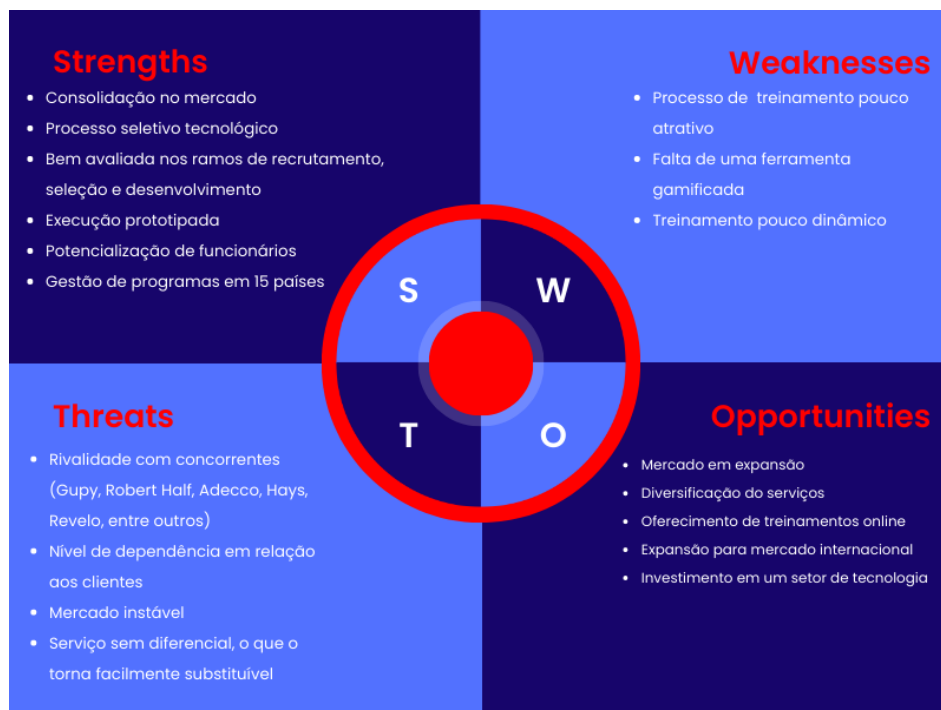 Strengths
• Consolidação no mercado
• Processo seletivo tecnológico
• Bem avaliada nos ramos de recrutamento,
seleção e desenvolvimento
• Execução prototipada
• Potencialização de funcionários
• Gestão de programas em 15 países
Weaknesses
• Processo de treinamento pouco
atrativo
• Falta de uma ferramenta
gamificada
• Treinamento pouco dinâmico
S
W
T
O
Threats
• Rivalidade com concorrentes
(Gupy, Robert Half, Adecco, Hays,
Revelo, entre outros)
• Nível de dependência em relação
aos clientes
• Mercado instável
• Serviço sem diferencial, o que o
torna facilmente substituível
Opportunities
• Mercado em expansão
• Diversificação do serviços
• Oferecimento de treinamentos online
• Expansão para mercado internacional
• Investimento em um setor de tecnologia